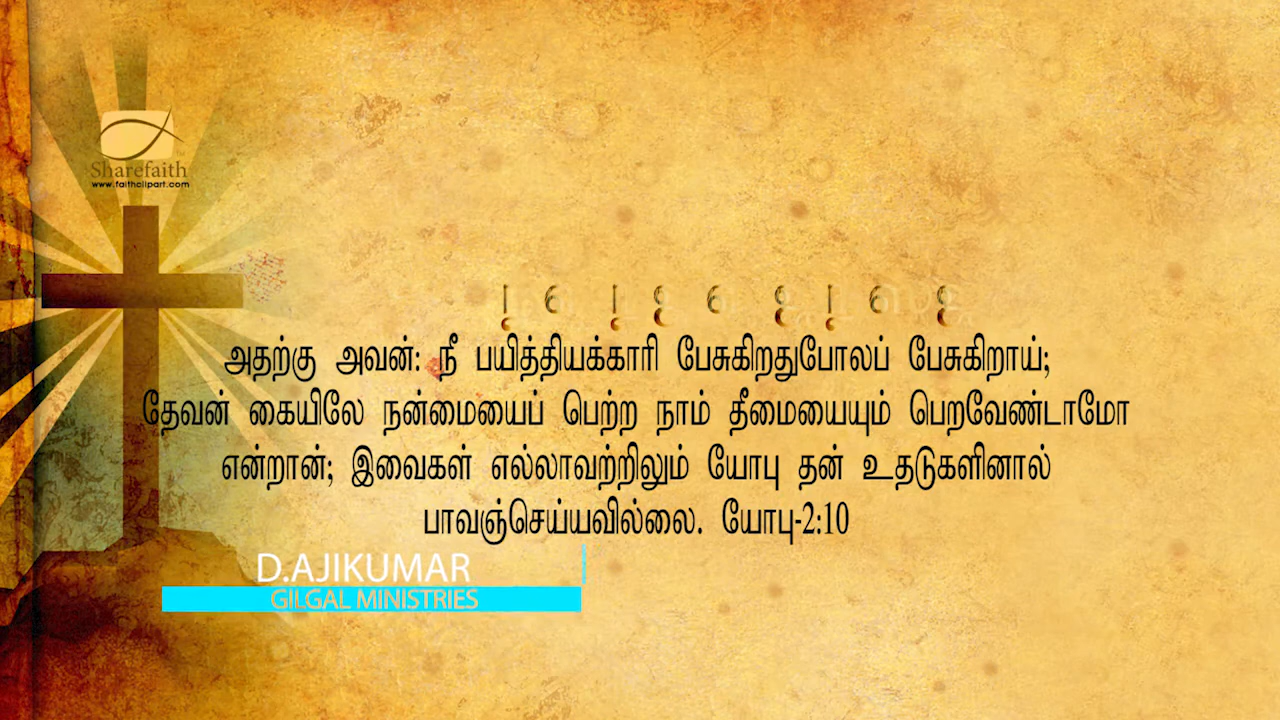 Sharefaith
www.faithclipart.com
அதற்கு அவன்: நீ பயித்தியக்காரி பேசுகிறதுபோலப் பேசுகிறாய்;
தேவன் கையிலே நன்மையைப் பெற்ற நாம் தீமையையும் பெறவேண்டாமோ
என்றான்; இவைகள் எல்லாவற்றிலும் யோபு தன் உதடுகளினால்
பாவஞ்செய்யவில்லை. யோபு-2:10
D.AJIKUMAR
GILGAL MINISTRIES